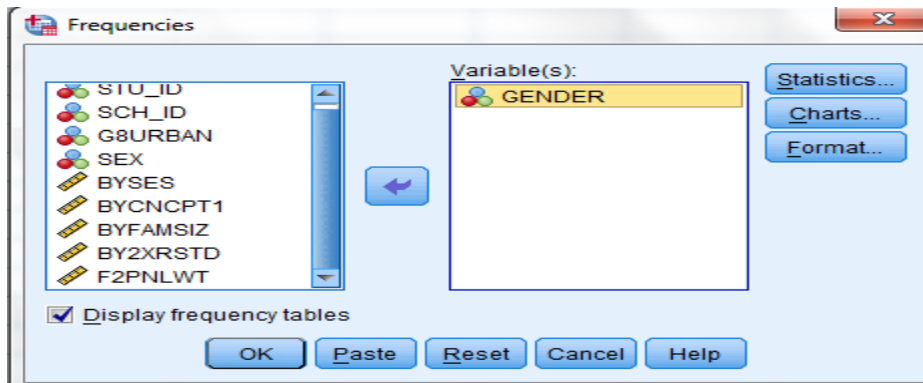 Frequencies
STU_ID
SCH_ID
G8URBAN
SEX
BYSES
BYCNCPT1
BYFAMSIZ
BY2XRSTD
F2PNLWT
Variable(s):
GENDER
Statistics...
Charts...
Format...
Display frequency tables
OK Paste Reset Cancel Help